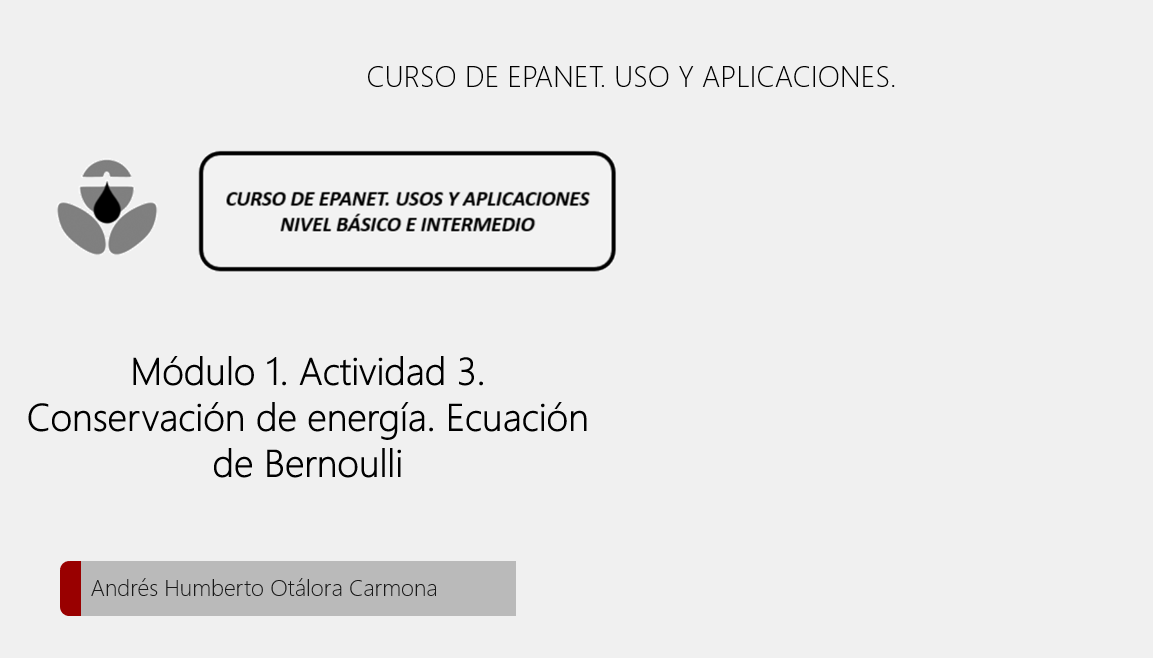 CURSO DE EPANET. USO Y APLICACIONES.
CURSO DE EPANET. USOS Y APLICACIONES
NIVEL BÁSICO E INTERMEDIO
Módulo 1. Actividad 3.
Conservación de energía. Ecuación
de Bernoulli
Andrés Humberto Otálora Carmona